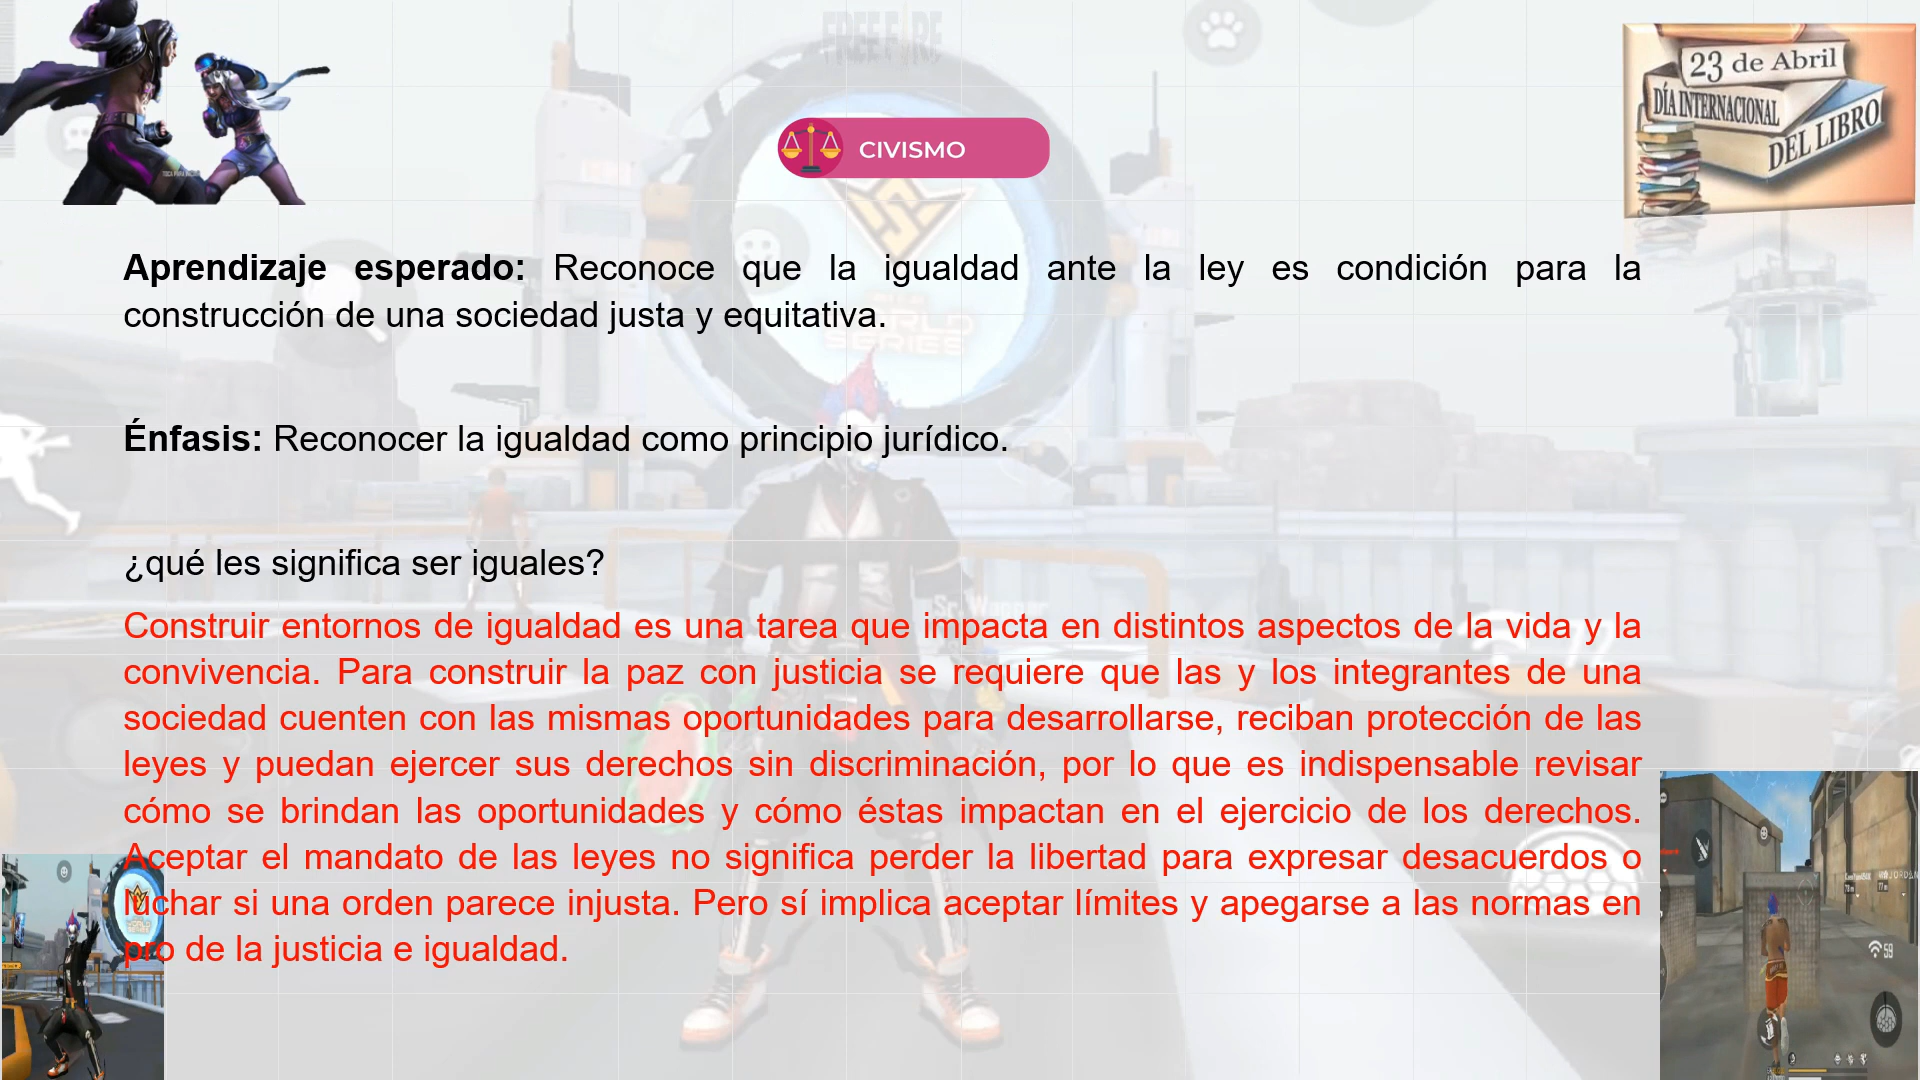 FREE FIRE
23 de Abril
DÍA INTERNACIONAL
DEL LIBRO
CIVISMO
Aprendizaje esperado: Reconoce que la igualdad ante la ley es condición para la
construcción de una sociedad justa y equitativa.
WORLD
SERIES
Énfasis: Reconocer la igualdad como principio jurídico.
¿qué les significa ser iguales?
Construir entornos de igualdad es una tarea que impacta en distintos aspectos de la vida y la
convivencia. Para construir la paz con justicia se requiere que las y los integrantes de una
sociedad cuenten con las mismas oportunidades para desarrollarse, reciban protección de las
leyes y puedan ejercer sus derechos sin discriminación, por lo que es indispensable revisar
cómo se brindan las oportunidades y cómo éstas impactan en el ejercicio de los derechos.
Aceptar el mandato de las leyes no significa perder la libertad para expresar desacuerdos o
luchar si una orden parece injusta. Pero sí implica aceptar límites y apegarse a las normas en
pro de la justicia e igualdad.
59